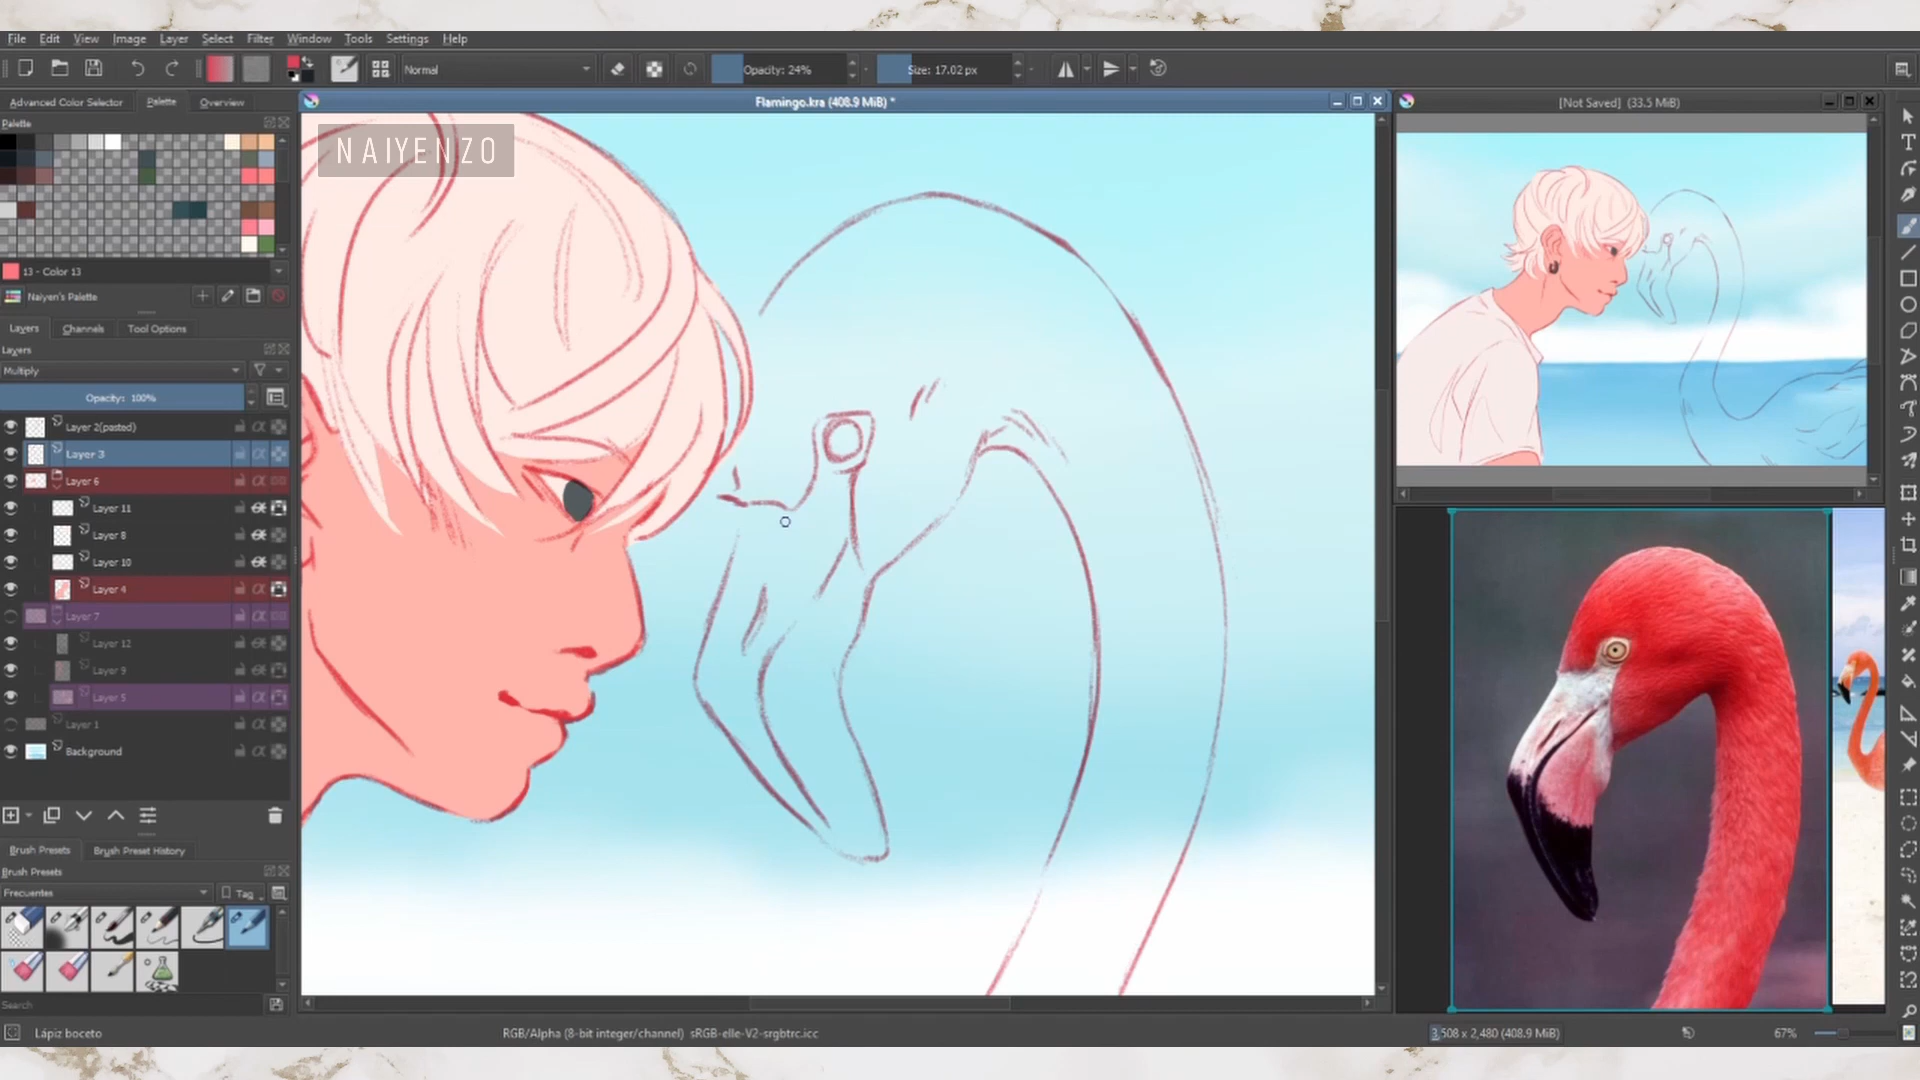 File Edit View Image Layer Select Filter Window Tools Settings Help
Normal Opacity: 24% Size: 17.02 px
Advanced Color Selector Palette Overview
Flamingo.kra (408.9 MiB) *
[Not Saved] (33.5 MiB)
Palette
NAIYENZO
13 - Color 13
Naiyen's Palette
Layers Channels Tool Options
Layers
Multiply
Opacity: 100%
Layer 2(pasted)
Layer 3
Layer 6
Layer 11
Layer 8
Layer 10
Layer 4
Layer 7
Layer 12
Layer 9
Layer 5
Layer 1
Background
Brush Presets Brush Preset History
Brush Presets
Frecuentes Tag
Search
Lápiz boceto
RGB/Alpha (8-bit integer/channel) sRGB-elle-V2-srgbtrc.icc
3,508 x 2,480 (408.9 MiB)
67%